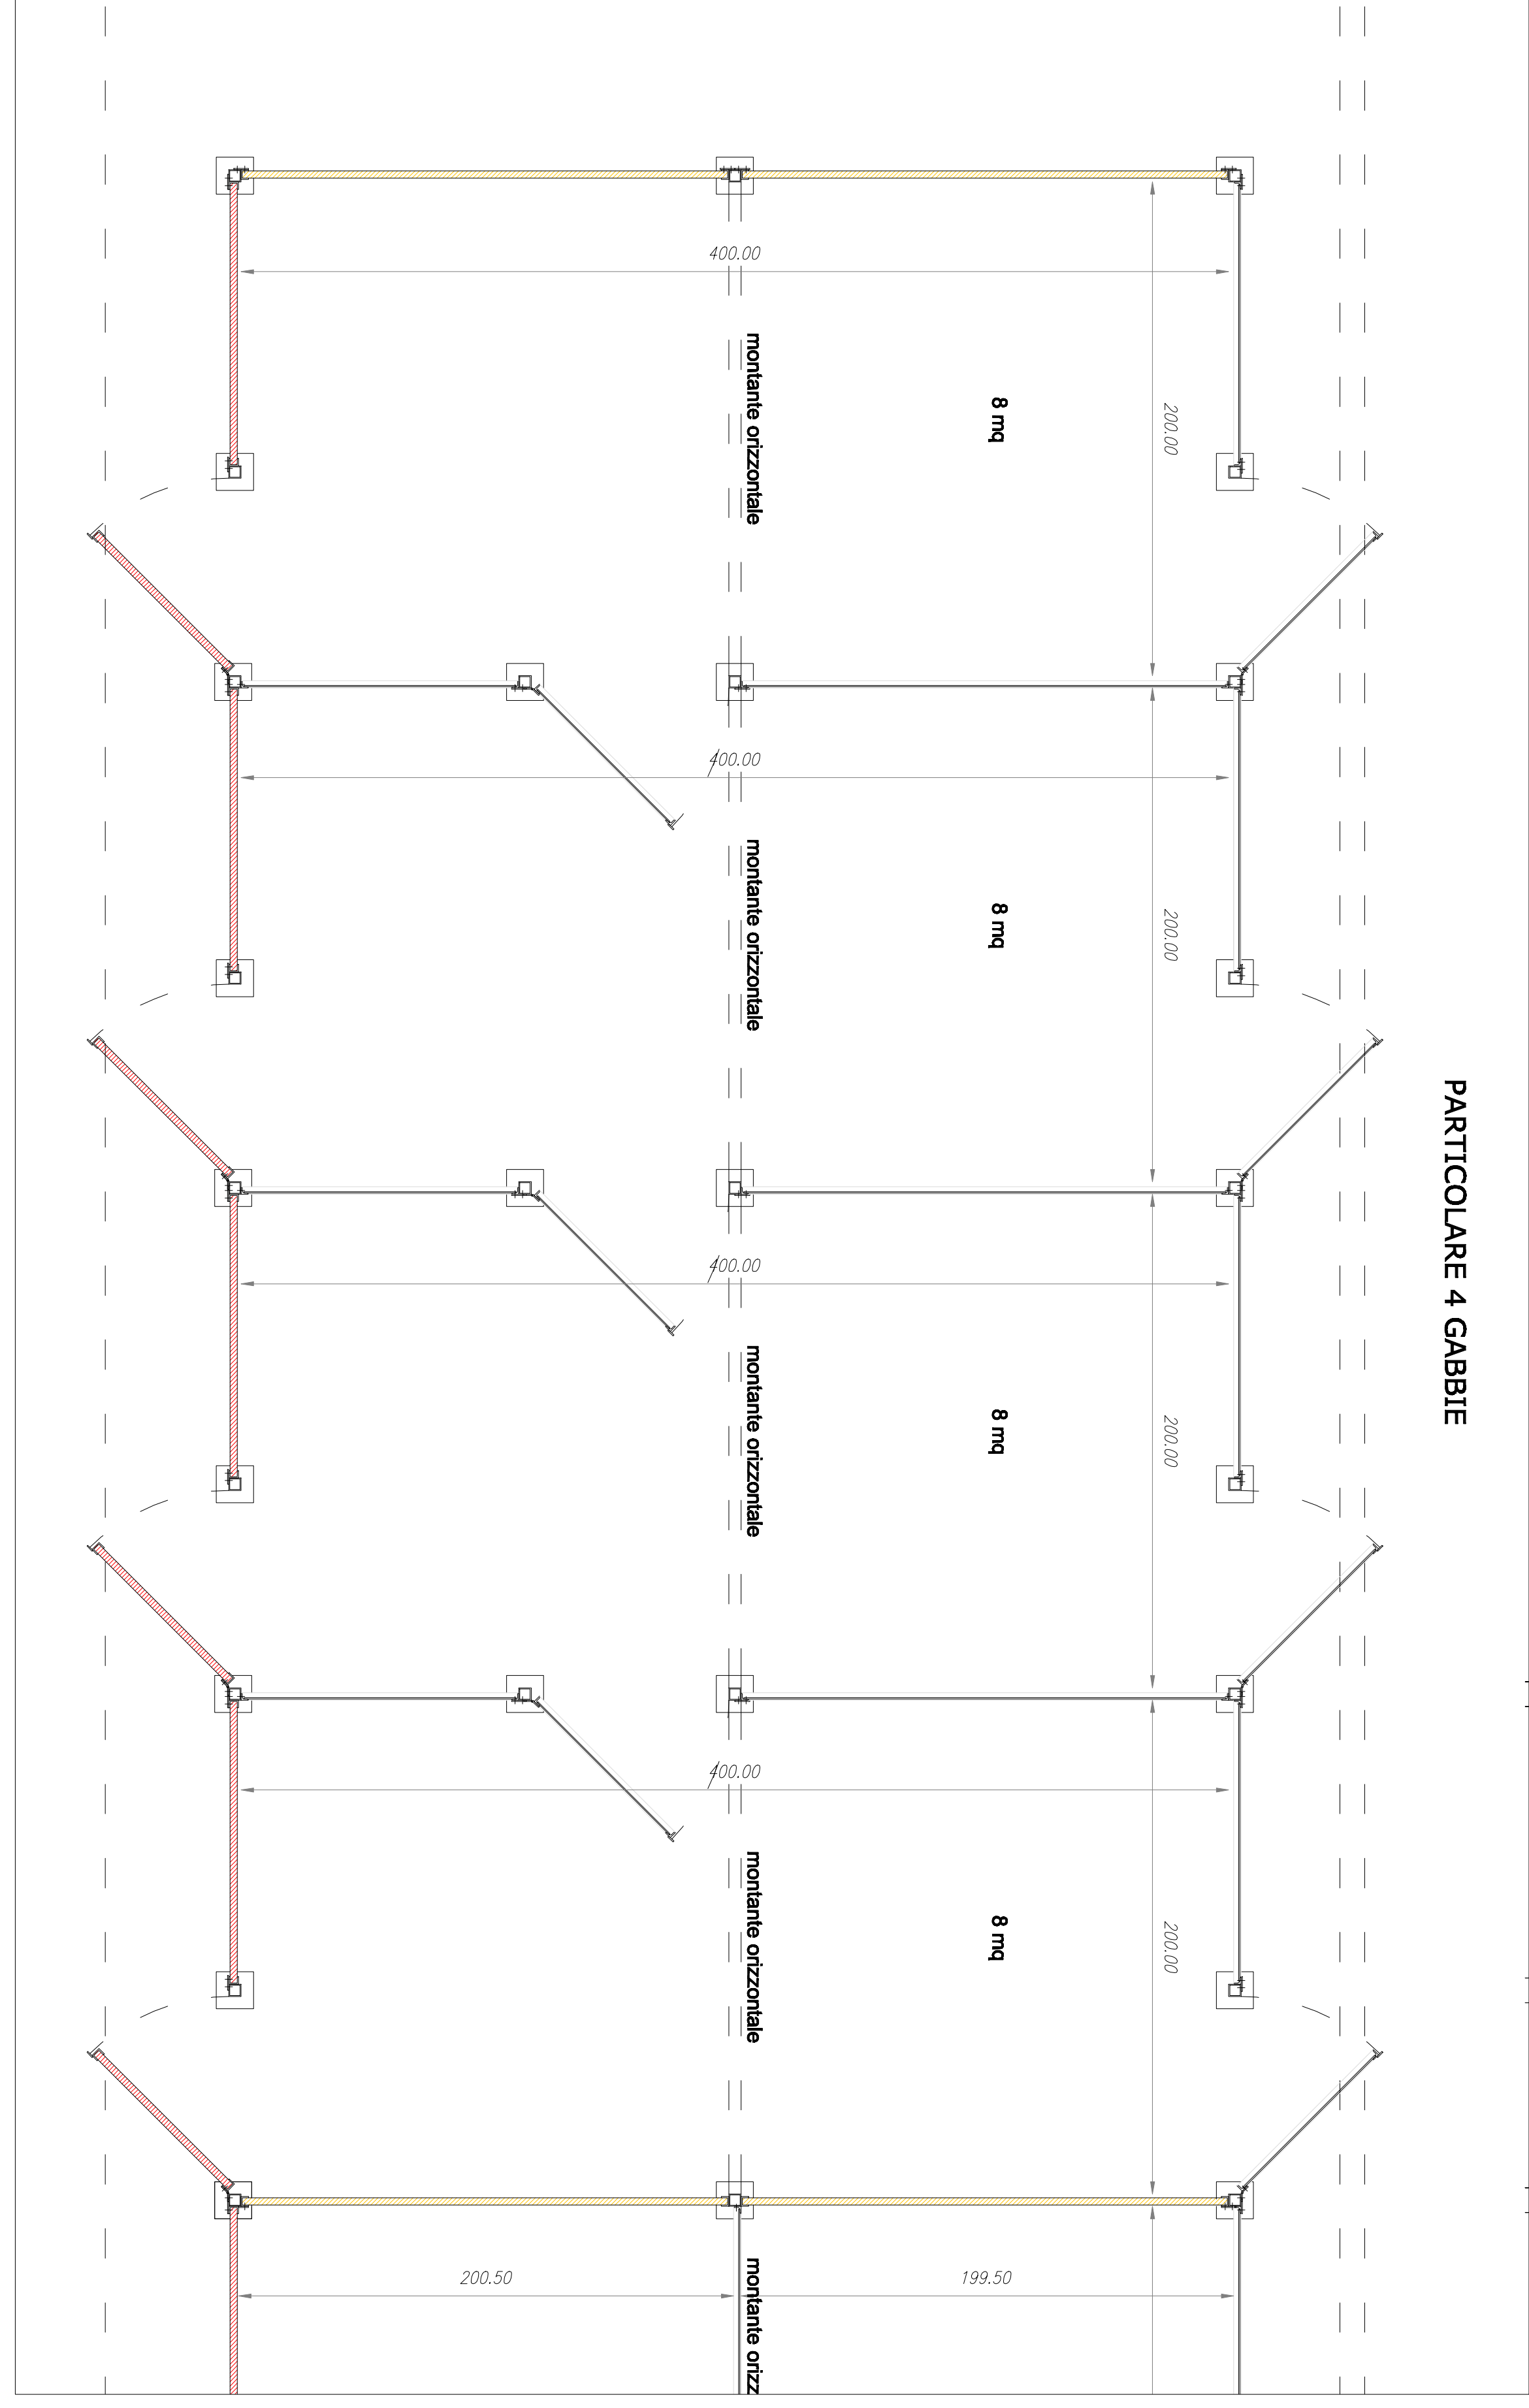 PARTICOLARE 4 GABBIE
400.00
montante orizzontale
8 mq
200.00
400.00
montante orizzontale
8 mq
200.00
400.00
montante orizzontale
8 mq
200.00
400.00
montante orizzontale
8 mq
200.00
200.50
199.50
montante orizz